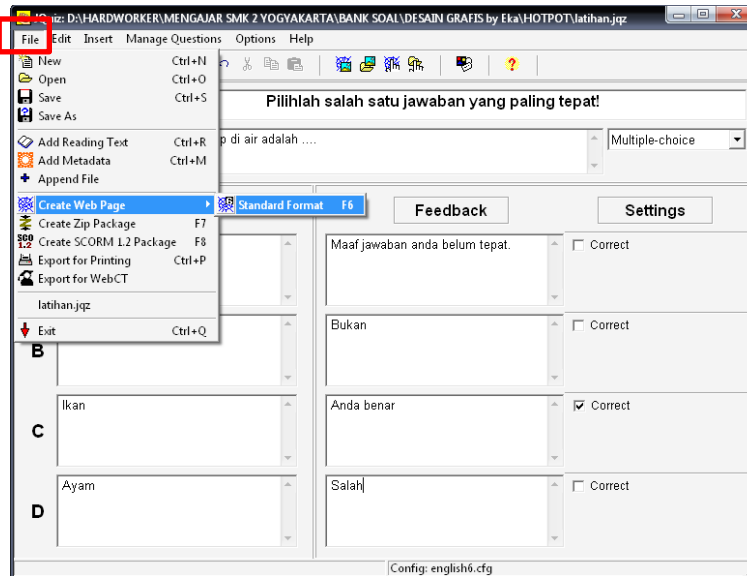 JQuiz: D:\HARDWORKER\MENGAJAR SMK 2 YOGYAKARTA\BANK SOAL\DESAIN GRAFIS by Eka\HOTPOT\latihan.jqz
File Edit Insert Manage Questions Options Help
New Ctrl+N
Open Ctrl+O
Save Ctrl+S
Save As
Pilihlah salah satu jawaban yang paling tepat!
Add Reading Text Ctrl+R
di air adalah ....
Multiple-choice
Add Metadata Ctrl+M
Append File
Create Web Page
Standard Format F6
Create Zip Package F7
SCO 1.2 Create SCORM 1.2 Package F8
Export for Printing Ctrl+P
Export for WebCT
latihan.jqz
Exit Ctrl+Q
Feedback
Settings
Maaf jawaban anda belum tepat.
Correct
B
Bukan
Correct
C
Ikan
Anda benar
Correct
D
Ayam
Salah
Correct
Config: english6.cfg